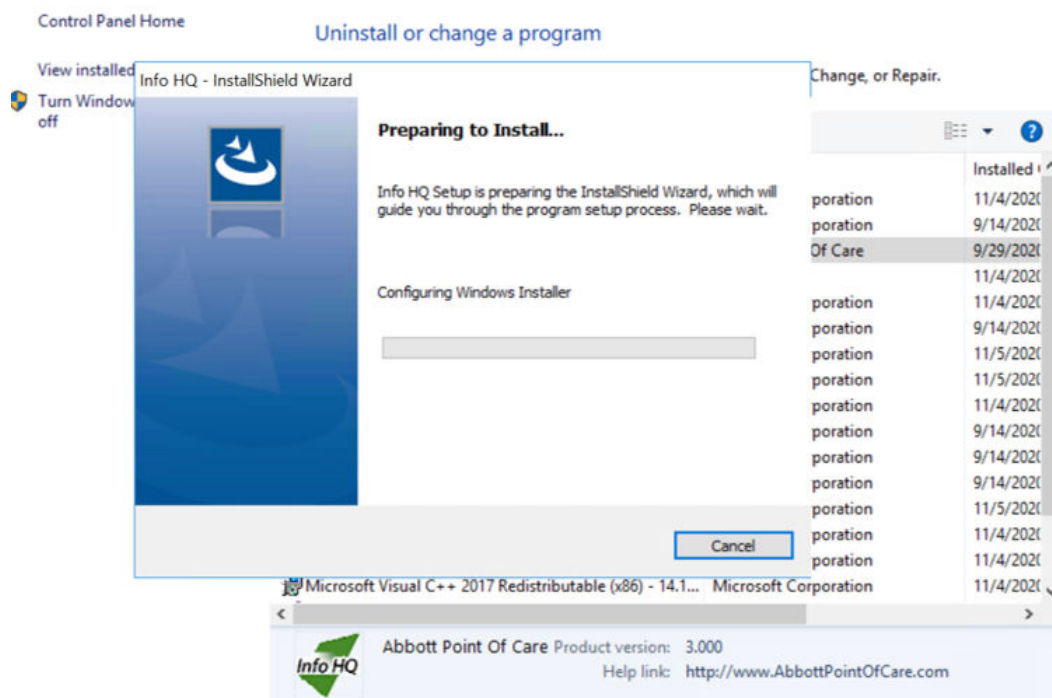 Control Panel Home
Uninstall or change a program
View installed
Change, or Repair.
Turn Window
off
Info HQ - InstallShield Wizard
Preparing to Install...
Info HQ Setup is preparing the InstallShield Wizard, which will
guide you through the program setup process. Please wait.
Configuring Windows Installer
Cancel
Installed
poration 11/4/202
poration 9/14/202
Of Care 9/29/202
11/4/202
poration 11/4/202
poration 9/14/202
poration 11/5/202
poration 11/5/202
poration 11/4/202
poration 9/14/202
poration 9/14/202
poration 9/14/202
poration 11/5/202
poration 11/4/202
poration 11/4/202
Microsoft Visual C++ 2017 Redistributable (x86) - 14.1... Microsoft Corporation 11/4/202
Info HQ
Abbott Point Of Care Product version: 3.000
Help link: http://www.AbbottPointOfCare.com